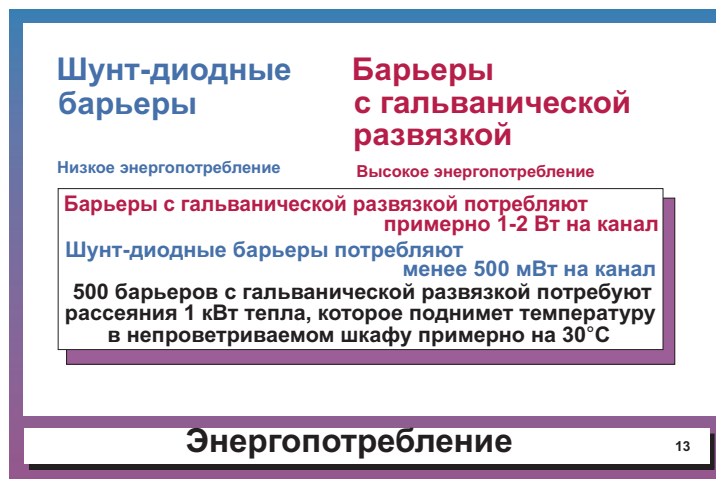 Шунт-диодные
барьеры
Барьеры
с гальванической
развязкой
Низкое энергопотребление
Высокое энергопотребление
Барьеры с гальванической развязкой потребляют
примерно 1-2 Вт на канал
Шунт-диодные барьеры потребляют
менее 500 мВт на канал
500 барьеров с гальванической развязкой потребуют
рассеяния 1 кВт тепла, которое поднимет температуру
в непроветриваемом шкафу примерно на 30°C
Энергопотребление
13